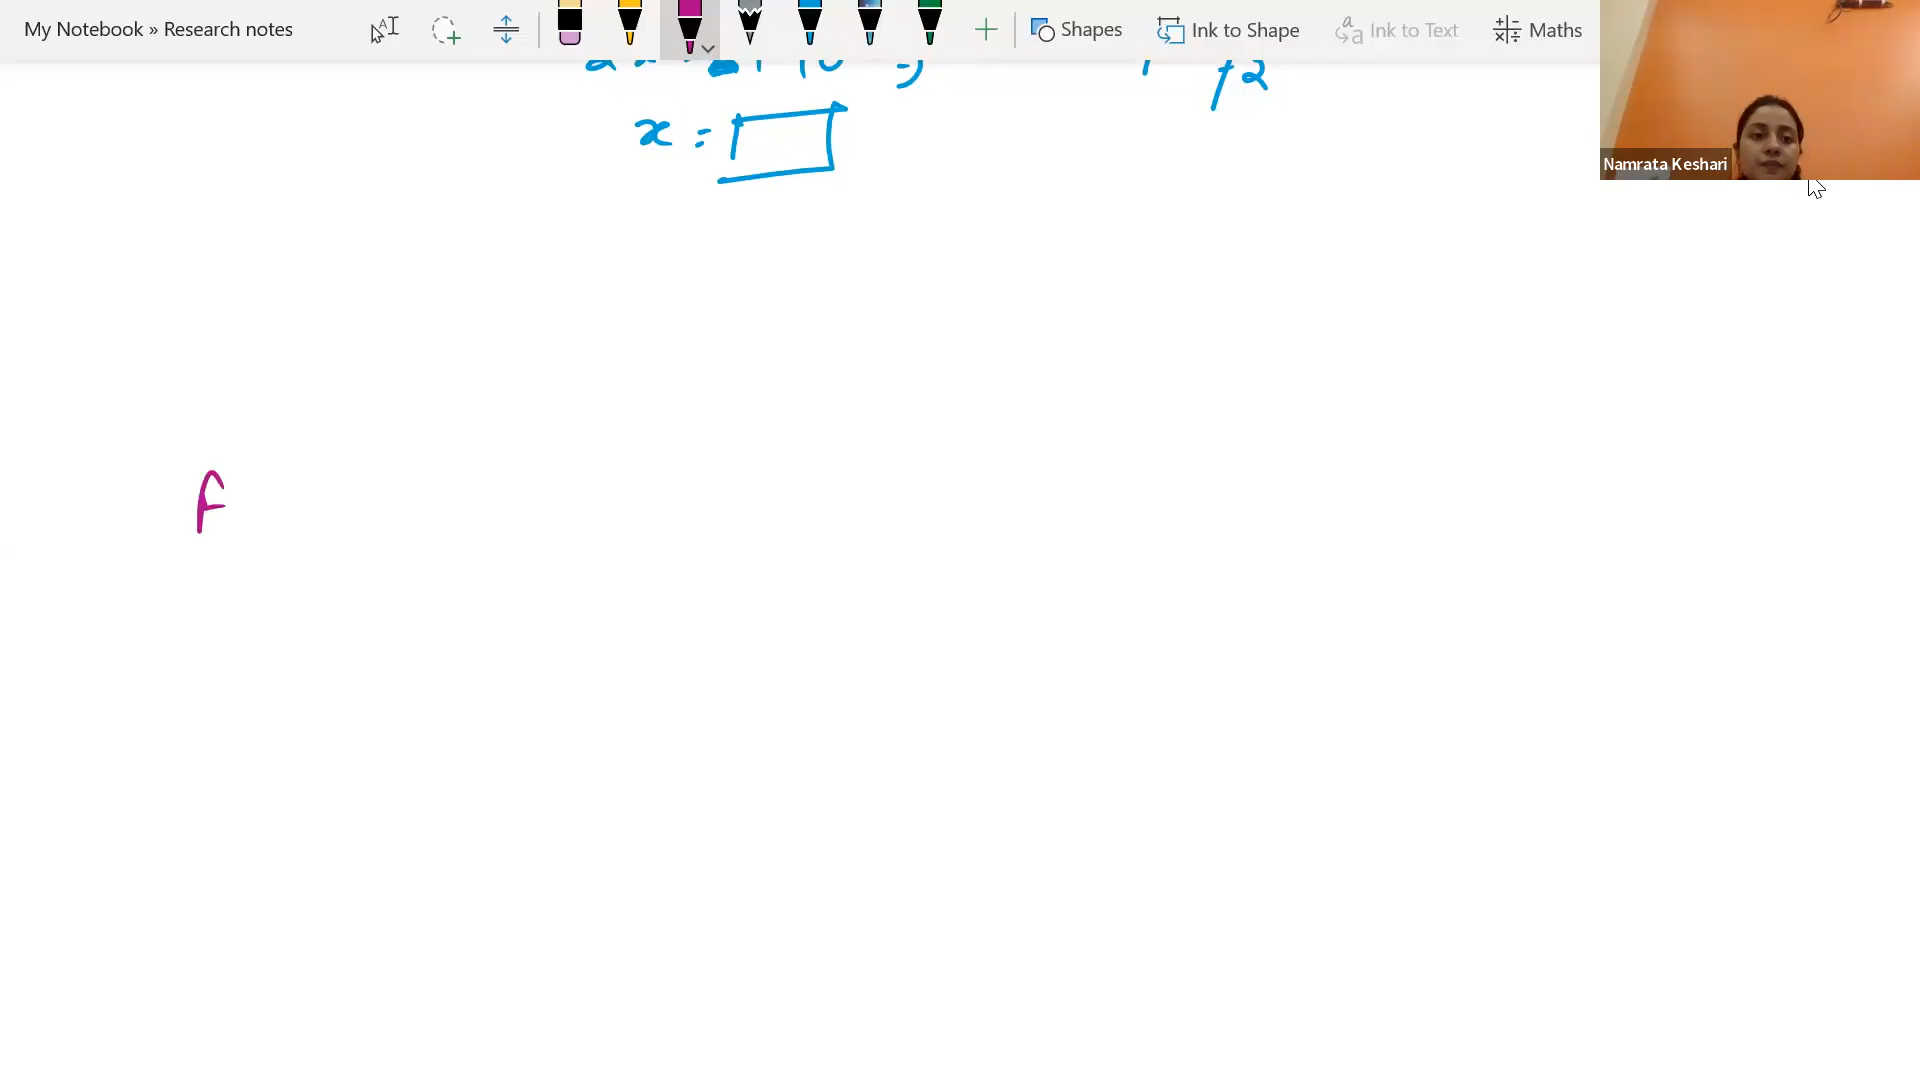 My Notebook » Research notes
Shapes
Ink to Shape
Ink to Text
Maths
x =
Namrata Keshari
F